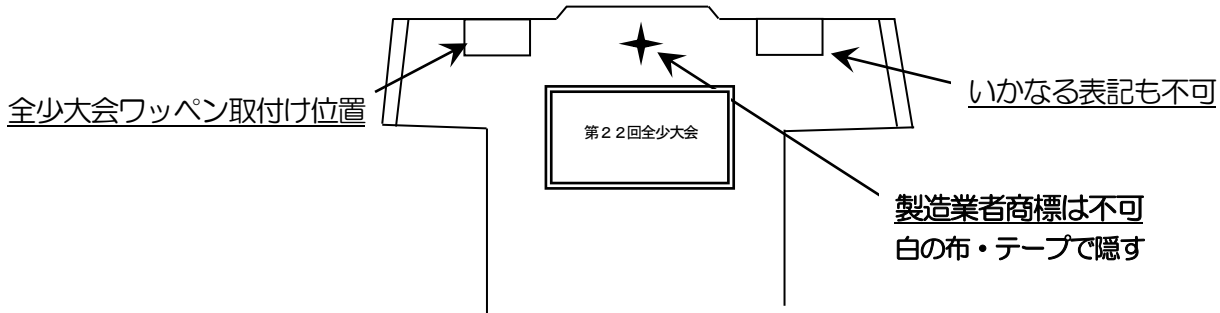 全少大会ワッペン取付け位置
いかなる表記も不可
第２２回全少大会
製造業者商標は不可
白の布・テープで隠す